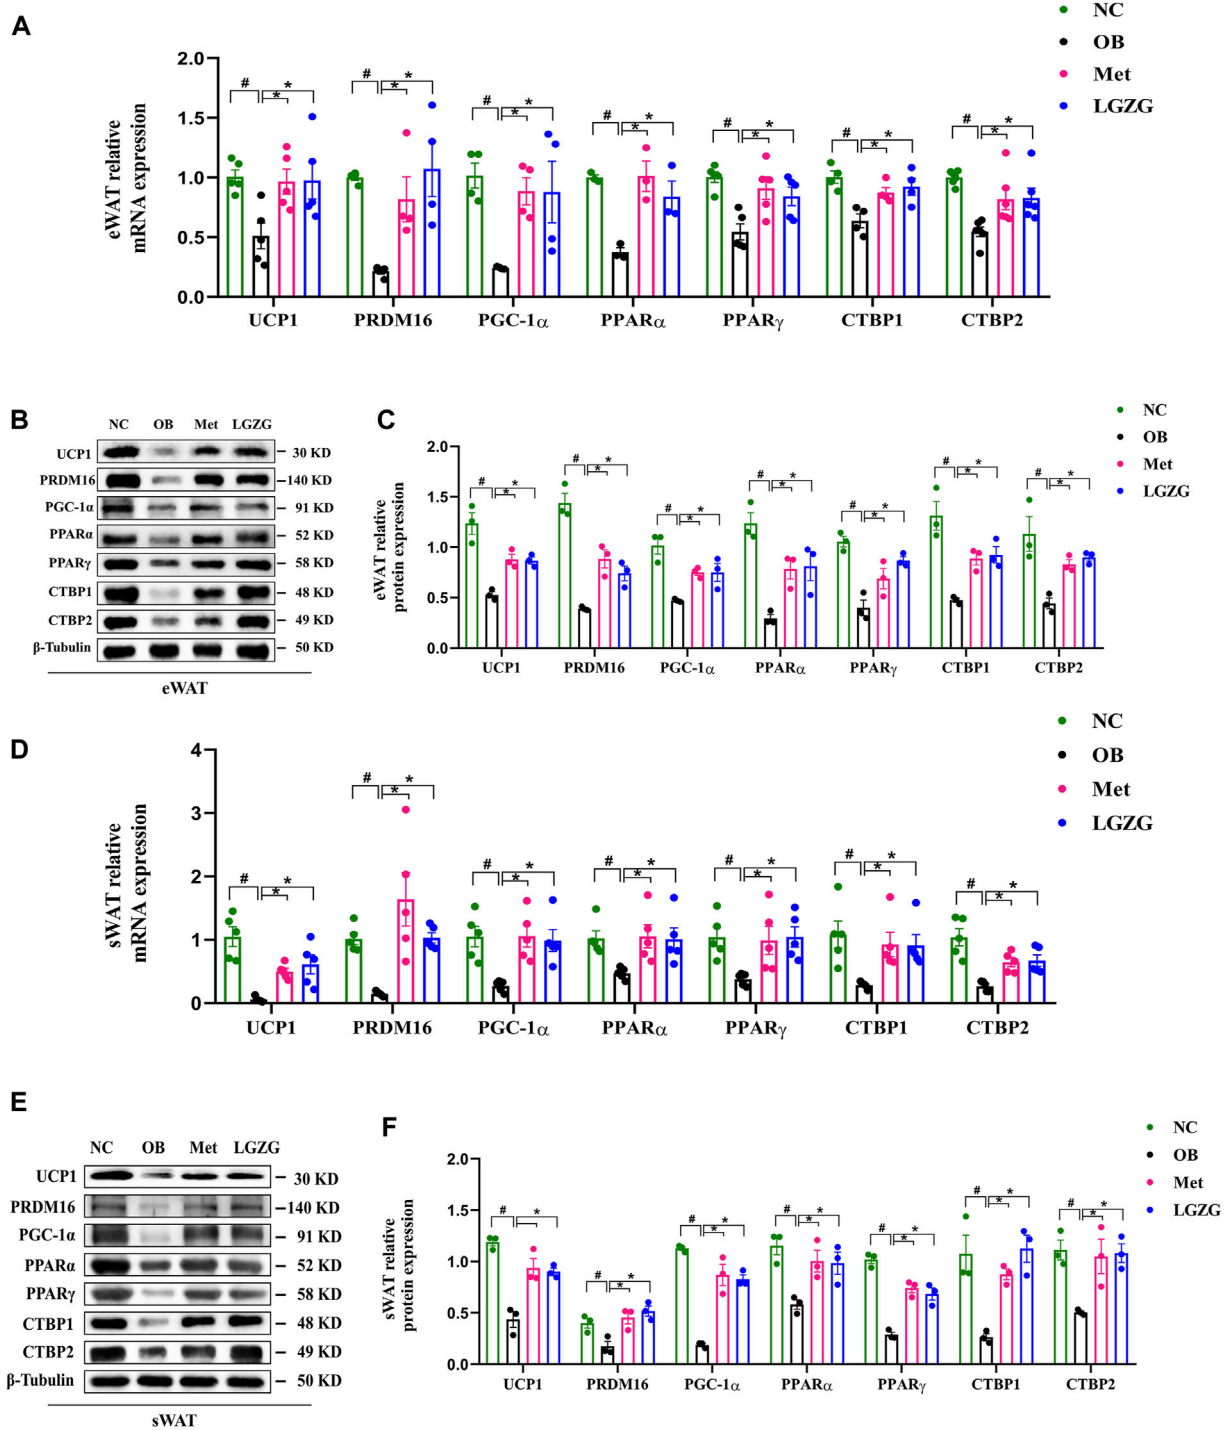 A
NC
OB
Met
LGZG
eWAT relative
mRNA expression
2.0
1.5
1.0
0.5
0.0
# * *
# * *
# * *
# * *
# * *
# * *
# * *
UCP1 PRDM16 PGC-1α PPARα PPARγ CTBP1 CTBP2
B
NC OB Met LGZG
UCP1 – 30 KD
PRDM16 –140 KD
PGC-1α – 91 KD
PPARα – 52 KD
PPARγ – 58 KD
CTBP1 – 48 KD
CTBP2 – 49 KD
β-Tubulin – 50 KD
eWAT
C
NC
OB
Met
LGZG
eWAT relative
protein expression
2.0
1.5
1.0
0.5
0.0
# * *
# * *
# * *
# * *
# * *
# * *
# * *
UCP1 PRDM16 PGC-1α PPARα PPARγ CTBP1 CTBP2
D
NC
OB
Met
LGZG
sWAT relative
mRNA expression
4
3
2
1
0
# * *
# * *
# * *
# * *
# * *
# * *
# * *
UCP1 PRDM16 PGC-1α PPARα PPARγ CTBP1 CTBP2
E
NC OB Met LGZG
UCP1 – 30 KD
PRDM16 –140 KD
PGC-1α – 91 KD
PPARα – 52 KD
PPARγ – 58 KD
CTBP1 – 48 KD
CTBP2 – 49 KD
β-Tubulin – 50 KD
sWAT
F
NC
OB
Met
LGZG
sWAT relative
protein expression
2.0
1.5
1.0
0.5
0.0
# * *
# * *
# * *
# * *
# * *
# * *
# * *
UCP1 PRDM16 PGC-1α PPARα PPARγ CTBP1 CTBP2